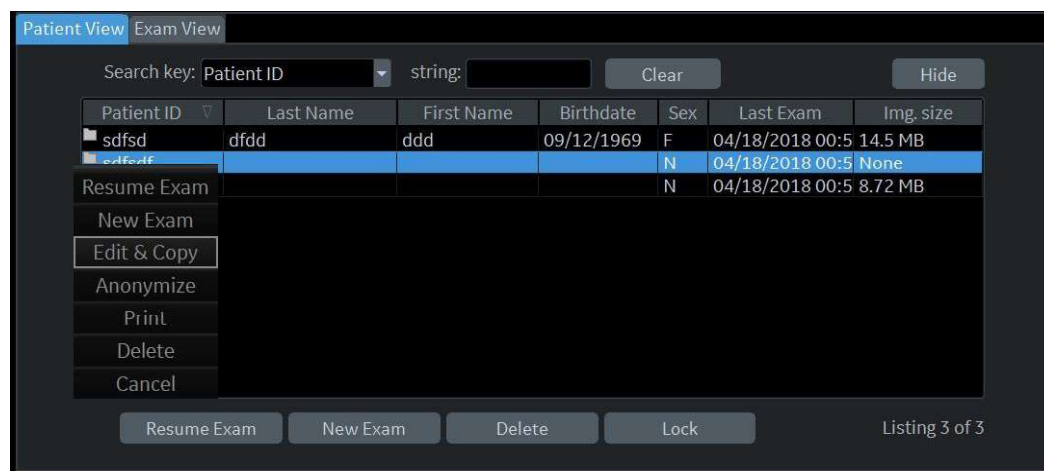 Patient View Exam View
Search key: Patient ID string: Clear Hide
Patient ID Last Name First Name Birthdate Sex Last Exam Img. size
sdfsd dfdd ddd 09/12/1969 F 04/18/2018 00:5 14.5 MB
sdfsdf N 04/18/2018 00:5 None
Resume Exam N 04/18/2018 00:5 8.72 MB
New Exam
Edit & Copy
Anonymize
Print
Delete
Cancel
Resume Exam New Exam Delete Lock Listing 3 of 3